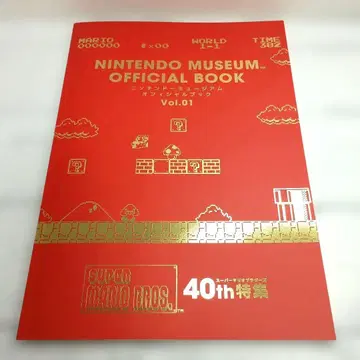 MARIO WORLD TIME
000000 ×00 1-1 382
NINTENDO MUSEUM™
OFFICIAL BOOK
ニンテンドーミュージアム
オフィシャルブック
Vol.01
SUPER
MARIO BROS.™
スーパーマリオブラザーズ
40th特集